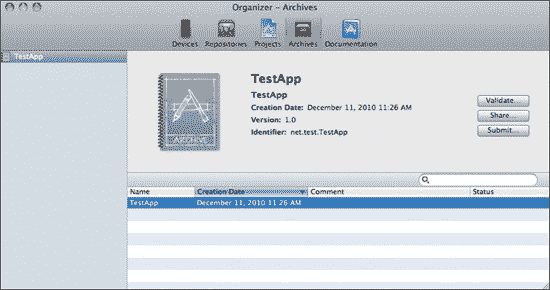 Organizer – Archives
Devices Repositories Projects Archives Documentation
TestApp
TestApp
TestApp
Creation Date: December 11, 2010 11:26 AM
Version: 1.0
Identifier: net.test.TestApp
Validate...
Share...
Submit...
ARCHIVE
Name Creation Date Comment Status
TestApp December 11, 2010 11:26 AM